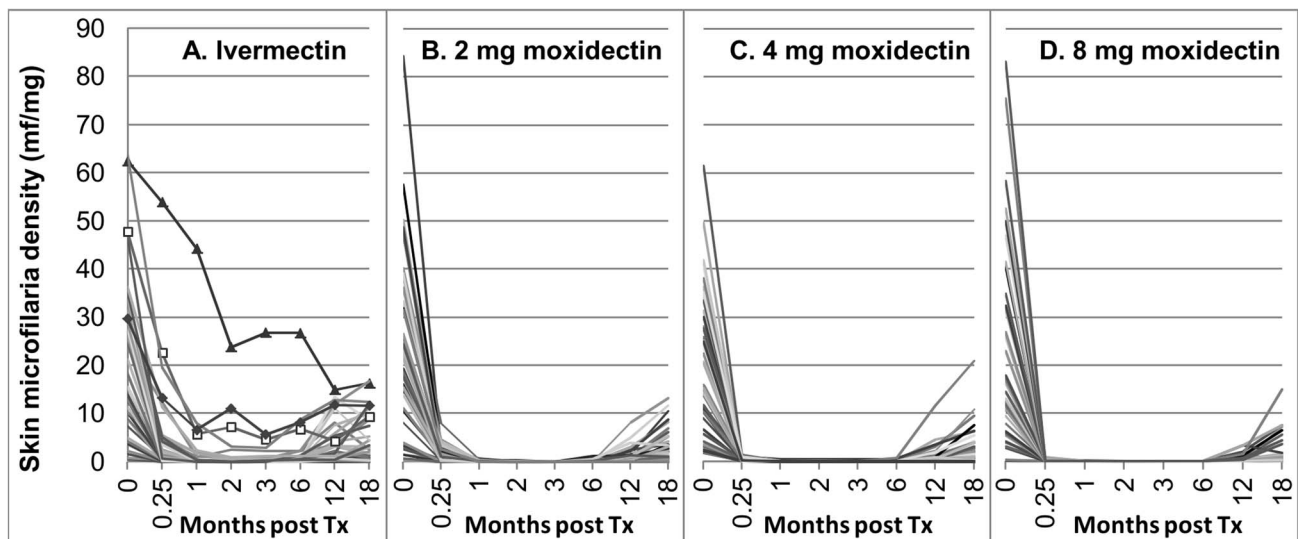 Skin microfilaria density (mf/mg)
90
80
70
60
50
40
30
20
10
0
A. Ivermectin
0 0.25 1 2 3 6 12 18
Months post Tx
B. 2 mg moxidectin
0 0.25 1 2 3 6 12 18
Months post Tx
C. 4 mg moxidectin
0 0.25 1 2 3 6 12 18
Months post Tx
D. 8 mg moxidectin
0 0.25 1 2 3 6 12 18
Months post Tx